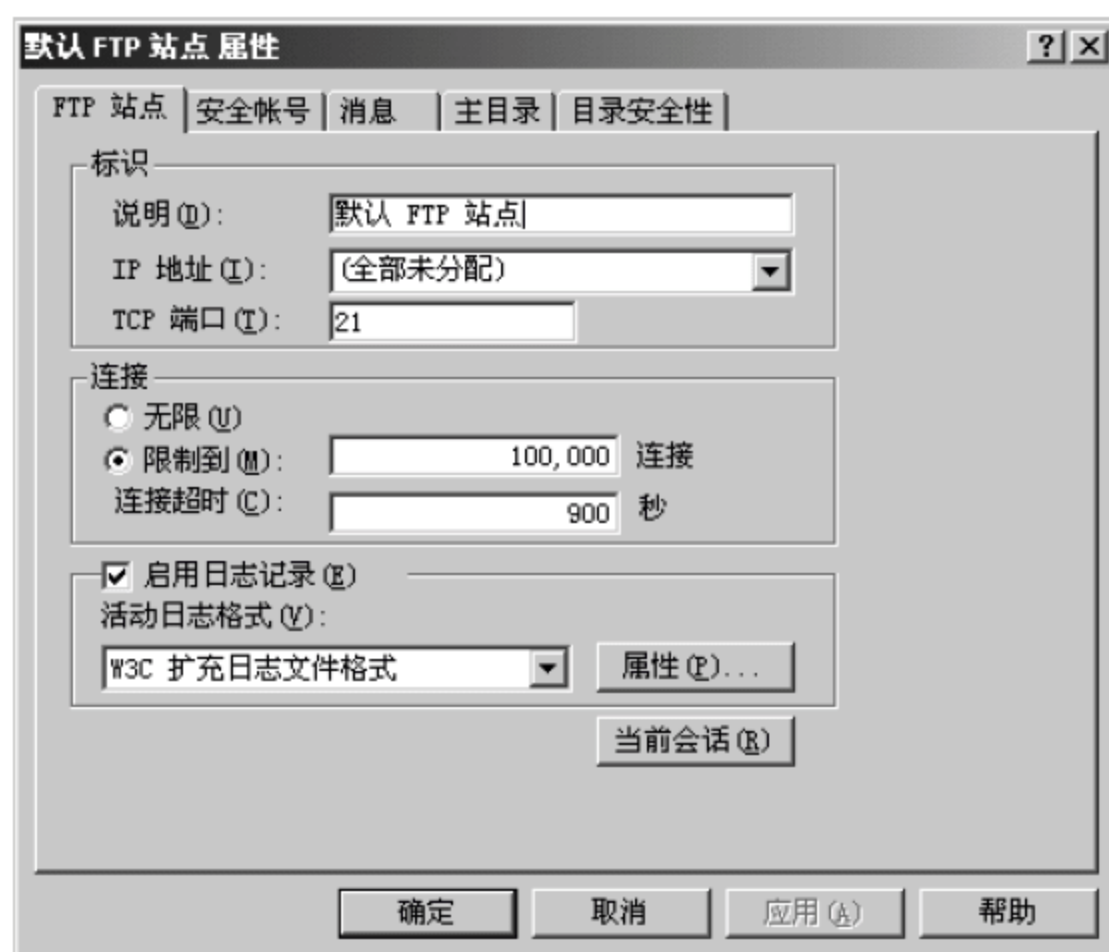 默认 FTP 站点 属性 ? ×
FTP 站点 安全帐号 消息 主目录 目录安全性
标识
说明(D): 默认 FTP 站点
IP 地址(I): (全部未分配)
TCP 端口(T): 21
连接
无限(U)
限制到(M): 100,000 连接
连接超时(C): 900 秒
启用日志记录(E)
活动日志格式(V):
W3C 扩充日志文件格式 属性(P)...
当前会话(R)
确定 取消 应用(A) 帮助